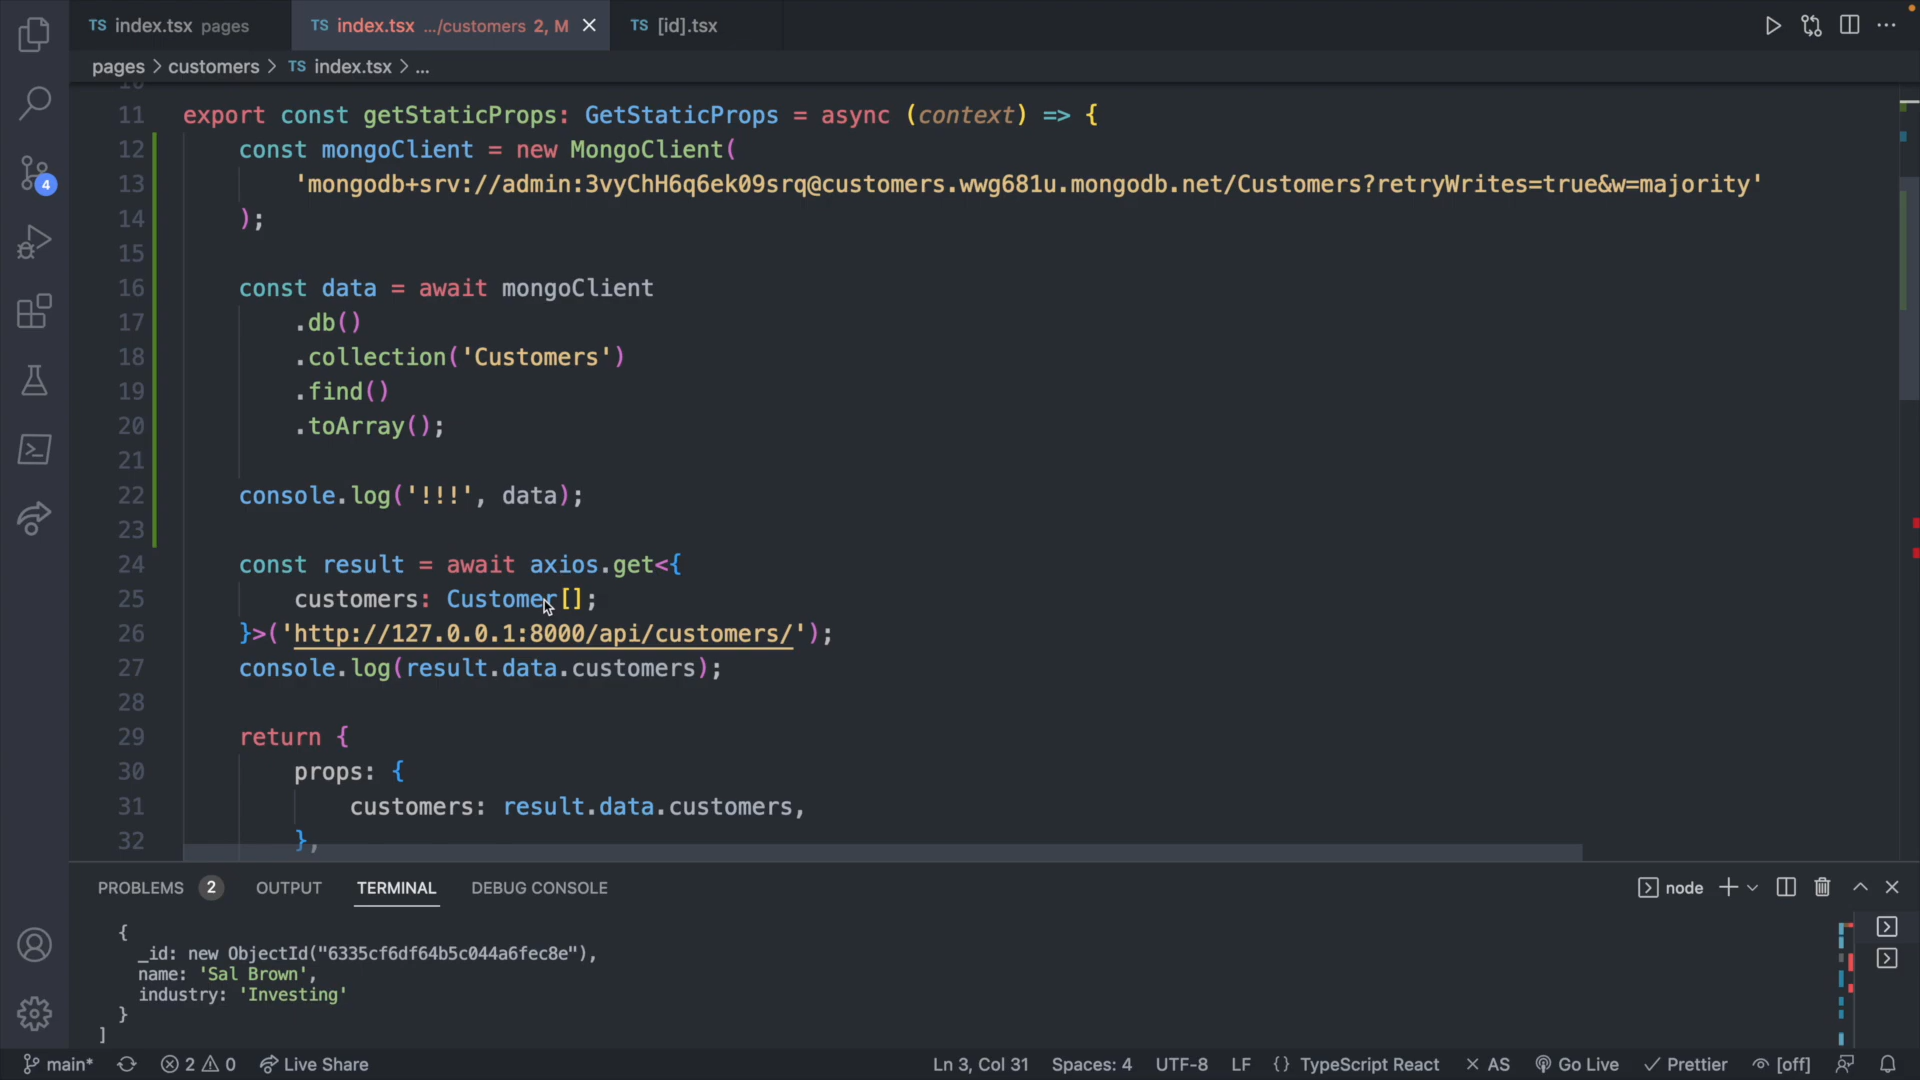 TS index.tsx pages TS index.tsx .../customers 2, M TS [id].tsx
pages > customers > TS index.tsx > ...
11 export const getStaticProps: GetStaticProps = async (context) => {
12 const mongoClient = new MongoClient(
13 'mongodb+srv://admin:3vyChH6q6ek09srq@customers.wwg681u.mongodb.net/Customers?retryWrites=true&w=majority'
14 );
15
16 const data = await mongoClient
17 .db()
18 .collection('Customers')
19 .find()
20 .toArray();
21
22 console.log('!!!', data);
23
24 const result = await axios.get<{
25 customers: Customer[];
26 }>('http://127.0.0.1:8000/api/customers/');
27 console.log(result.data.customers);
28
29 return {
30 props: {
31 customers: result.data.customers,
32 },
4
PROBLEMS 2 OUTPUT TERMINAL DEBUG CONSOLE node
{
_id: new ObjectId("6335cf6df64b5c044a6fec8e"),
name: 'Sal Brown',
industry: 'Investing'
}
]
main* 2 0 Live Share Ln 3, Col 31 Spaces: 4 UTF-8 LF {} TypeScript React AS Go Live Prettier [off]